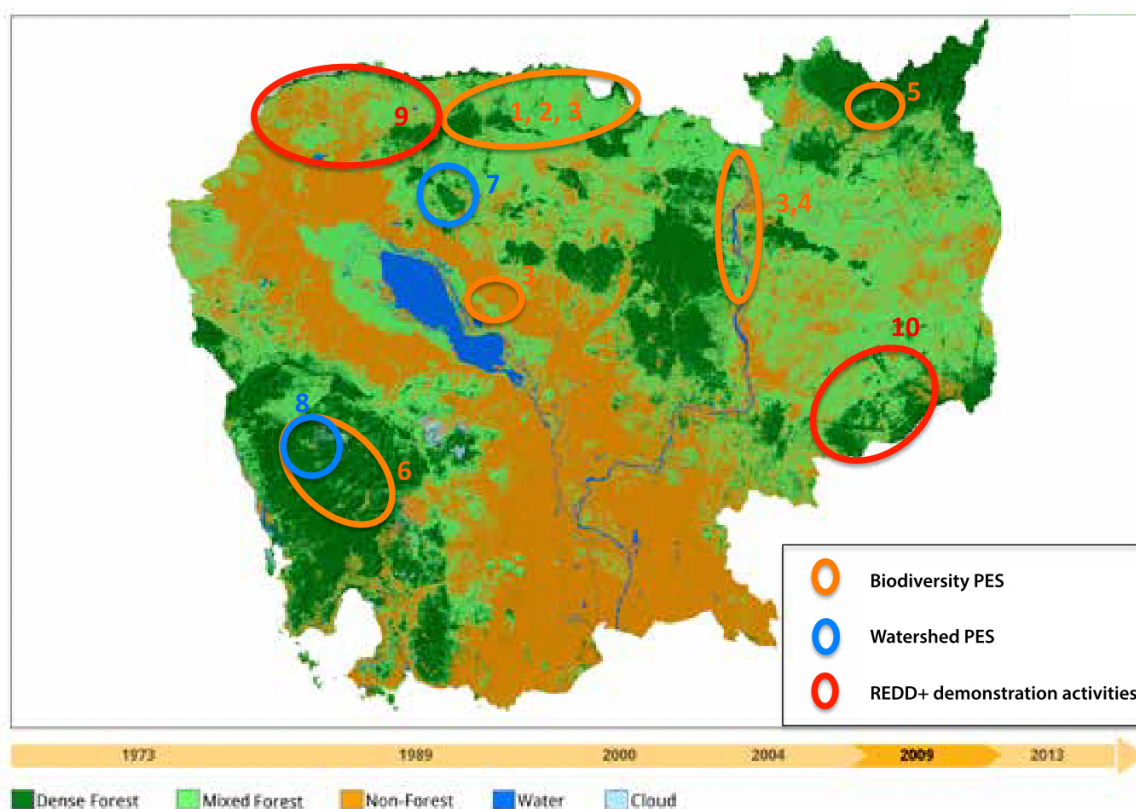 5
9
1, 2, 3
7
3,4
3
10
8
6
Biodiversity PES
Watershed PES
REDD+ demonstration activities
1973 1989 2000 2004 2009 2013
Dense Forest Mixed Forest Non-Forest Water Cloud